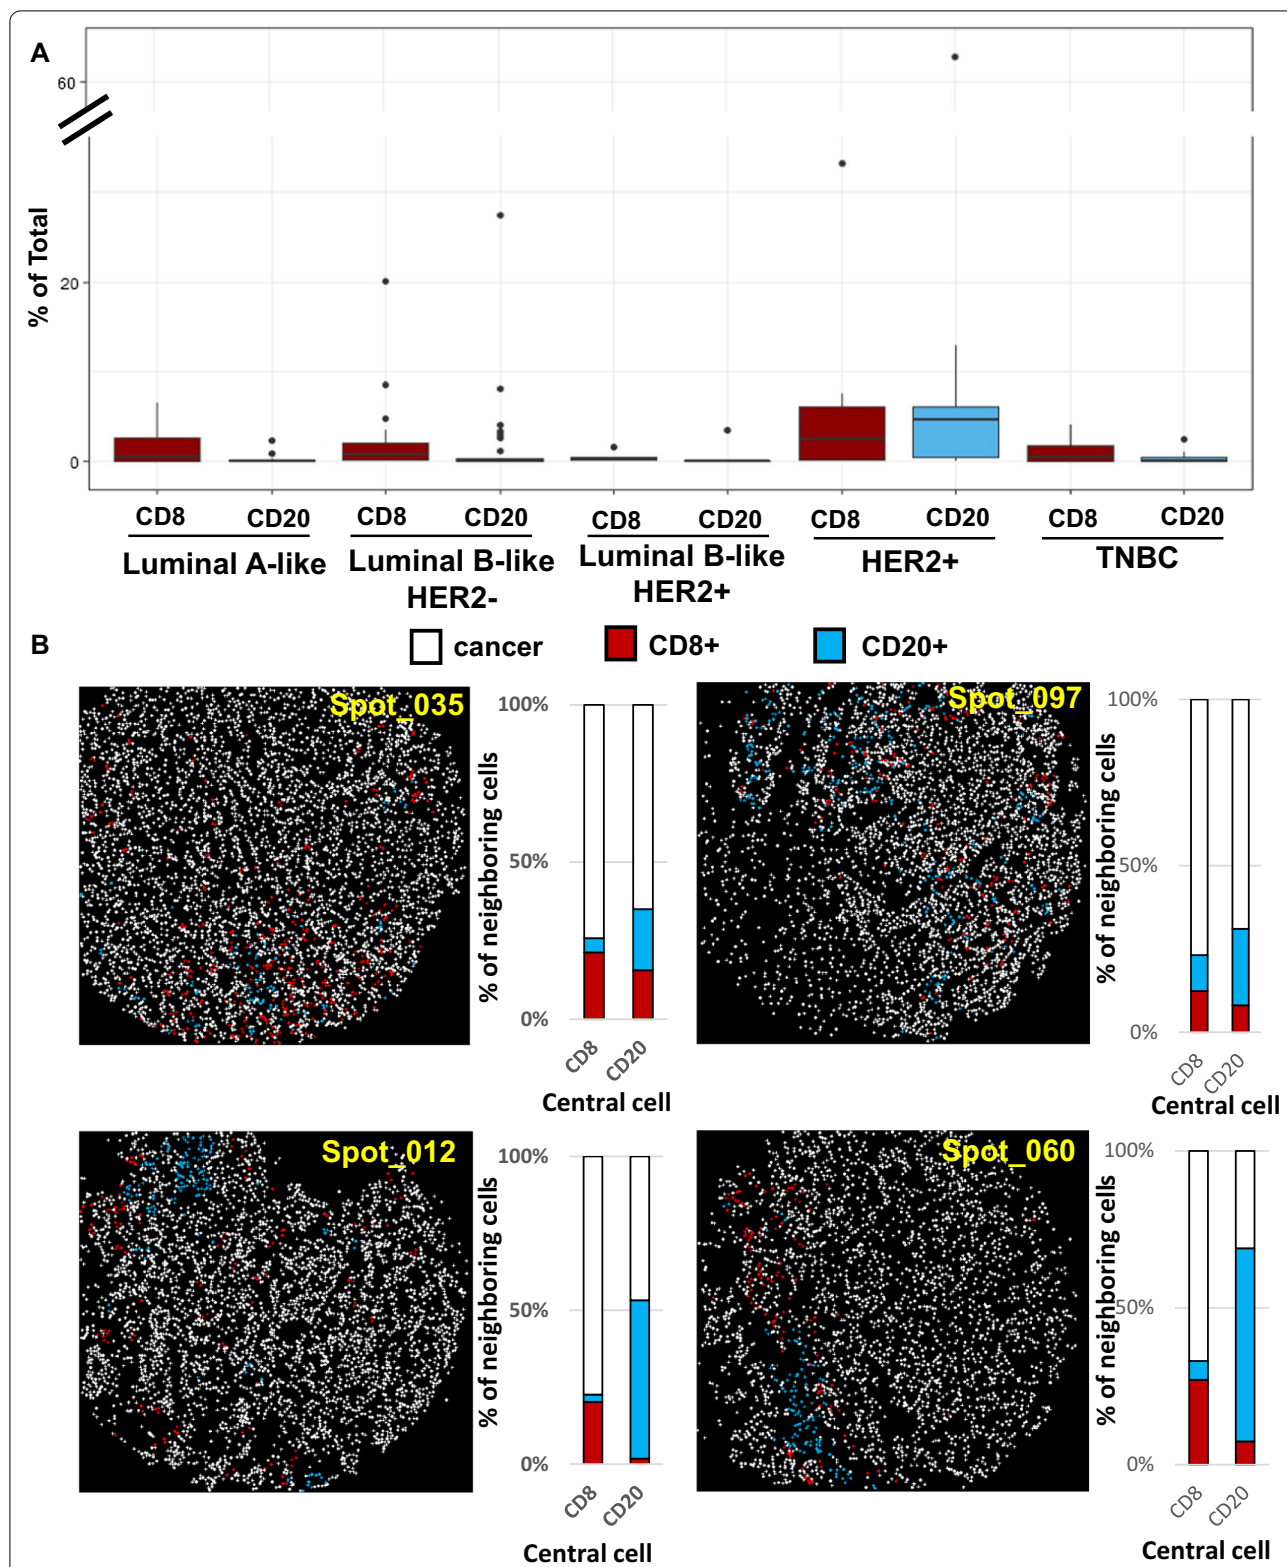 A
60
% of Total
20
0
CD8 CD20 CD8 CD20 CD8 CD20 CD8 CD20 CD8 CD20
Luminal A-like Luminal B-like HER2- Luminal B-like HER2+ HER2+ TNBC
B
cancer CD8+ CD20+
Spot_035
100%
50%
0%
% of neighboring cells
CD8 CD20
Central cell
Spot_097
100%
50%
0%
% of neighboring cells
CD8 CD20
Central cell
Spot_012
100%
50%
0%
% of neighboring cells
CD8 CD20
Central cell
Spot_060
100%
50%
0%
% of neighboring cells
CD8 CD20
Central cell